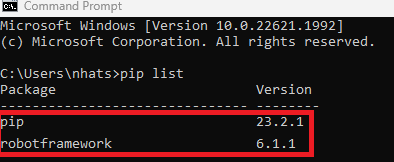 Command Prompt
Microsoft Windows [Version 10.0.22621.1992]
(c) Microsoft Corporation. All rights reserved.
C:\Users\nhats>pip list
Package Version
------------------------------ --------
pip 23.2.1
robotframework 6.1.1